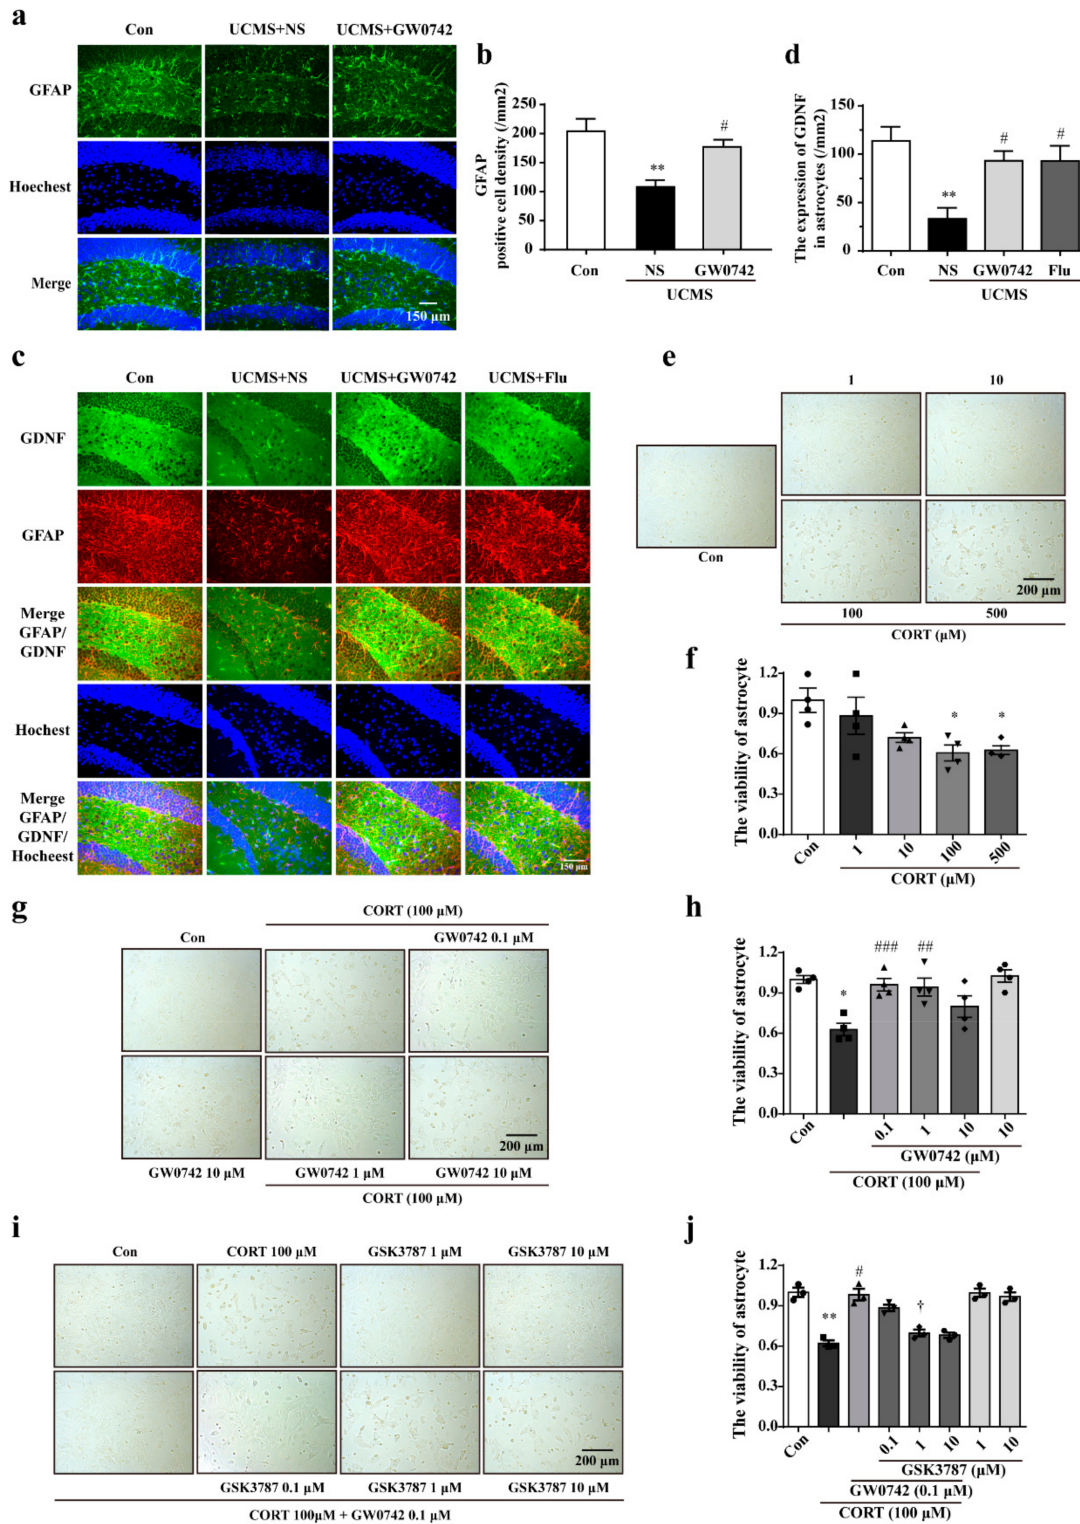 a
Con
UCMS+NS
UCMS+GW0742
GFAP
Hoechest
Merge
150 µm
b
GFAP
positive cell density (/mm2)
250
200
150
100
50
0
**
#
Con
NS
GW0742
UCMS
d
The expression of GDNF
in astrocytes (/mm2)
150
100
50
0
**
#
#
Con
NS
GW0742
Flu
UCMS
c
Con
UCMS+NS
UCMS+GW0742
UCMS+Flu
GDNF
GFAP
Merge
GFAP/
GDNF
Hochest
Merge
GFAP/
GDNF/
Hocheest
150 µm
e
1
10
Con
200 µm
100
500
CORT (µM)
f
The viability of astrocyte
1.2
0.9
0.6
0.3
0.0
*
*
Con
1
10
100
500
CORT (µM)
g
CORT (100 µM)
Con
GW0742 0.1 µM
200 µm
GW0742 10 µM
GW0742 1 µM
GW0742 10 µM
CORT (100 µM)
h
The viability of astrocyte
1.2
0.9
0.6
0.3
0.0
*
###
##
Con
0.1
1
10
10
GW0742 (µM)
CORT (100 µM)
i
Con
CORT 100 µM
GSK3787 1 µM
GSK3787 10 µM
200 µm
GSK3787 0.1 µM
GSK3787 1 µM
GSK3787 10 µM
CORT 100µM + GW0742 0.1 µM
j
The viability of astrocyte
1.2
0.9
0.6
0.3
0.0
**
#
†
Con
0.1
1
10
1
10
GSK3787 (µM)
GW0742 (0.1 µM)
CORT (100 µM)